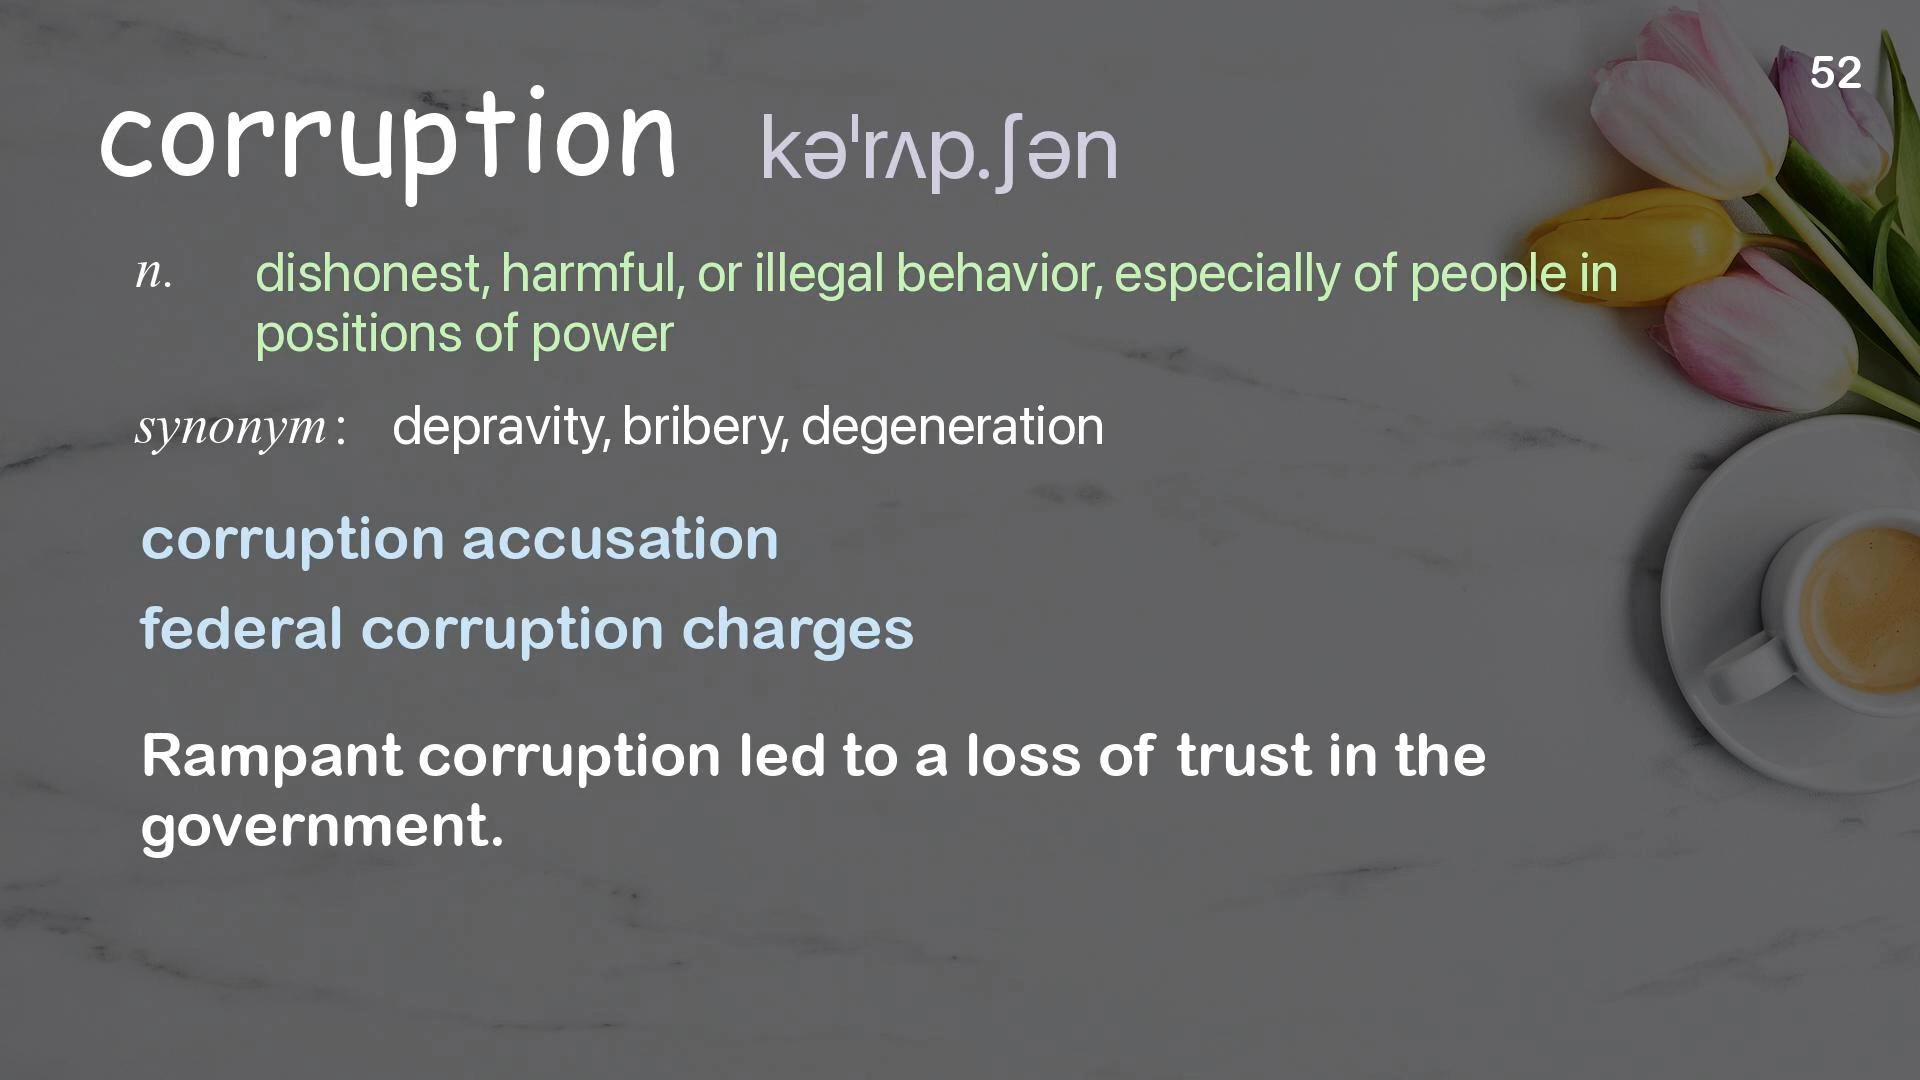 52
corruption kəˈrʌp.ʃən
n. dishonest, harmful, or illegal behavior, especially of people in
positions of power
synonym: depravity, bribery, degeneration
corruption accusation
federal corruption charges
Rampant corruption led to a loss of trust in the
government.